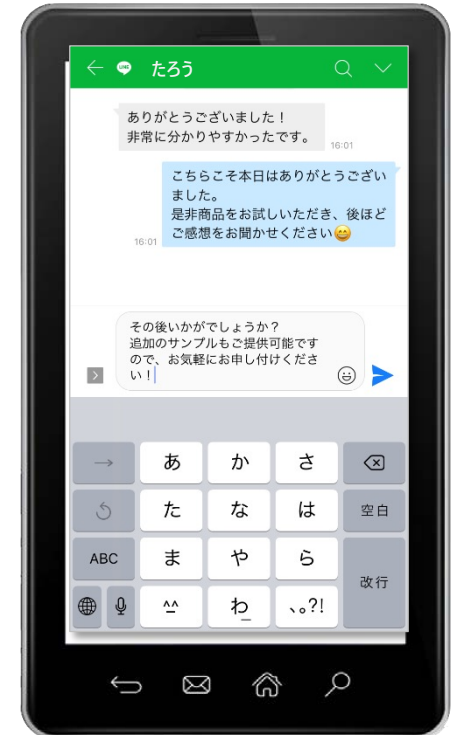 LINE
たろう
ありがとうございました！
非常に分かりやすかったです。
16:01
こちらこそ本日はありがとうござい
ました。
是非商品をお試しいただき、後ほど
ご感想をお聞かせください😄
16:01
その後いかがでしょうか？
追加のサンプルもご提供可能です
ので、お気軽にお申し付けくださ
い！
→ あ か さ
た な は 空白
ABC ま や ら 改行
^^ わ_ 、。?!